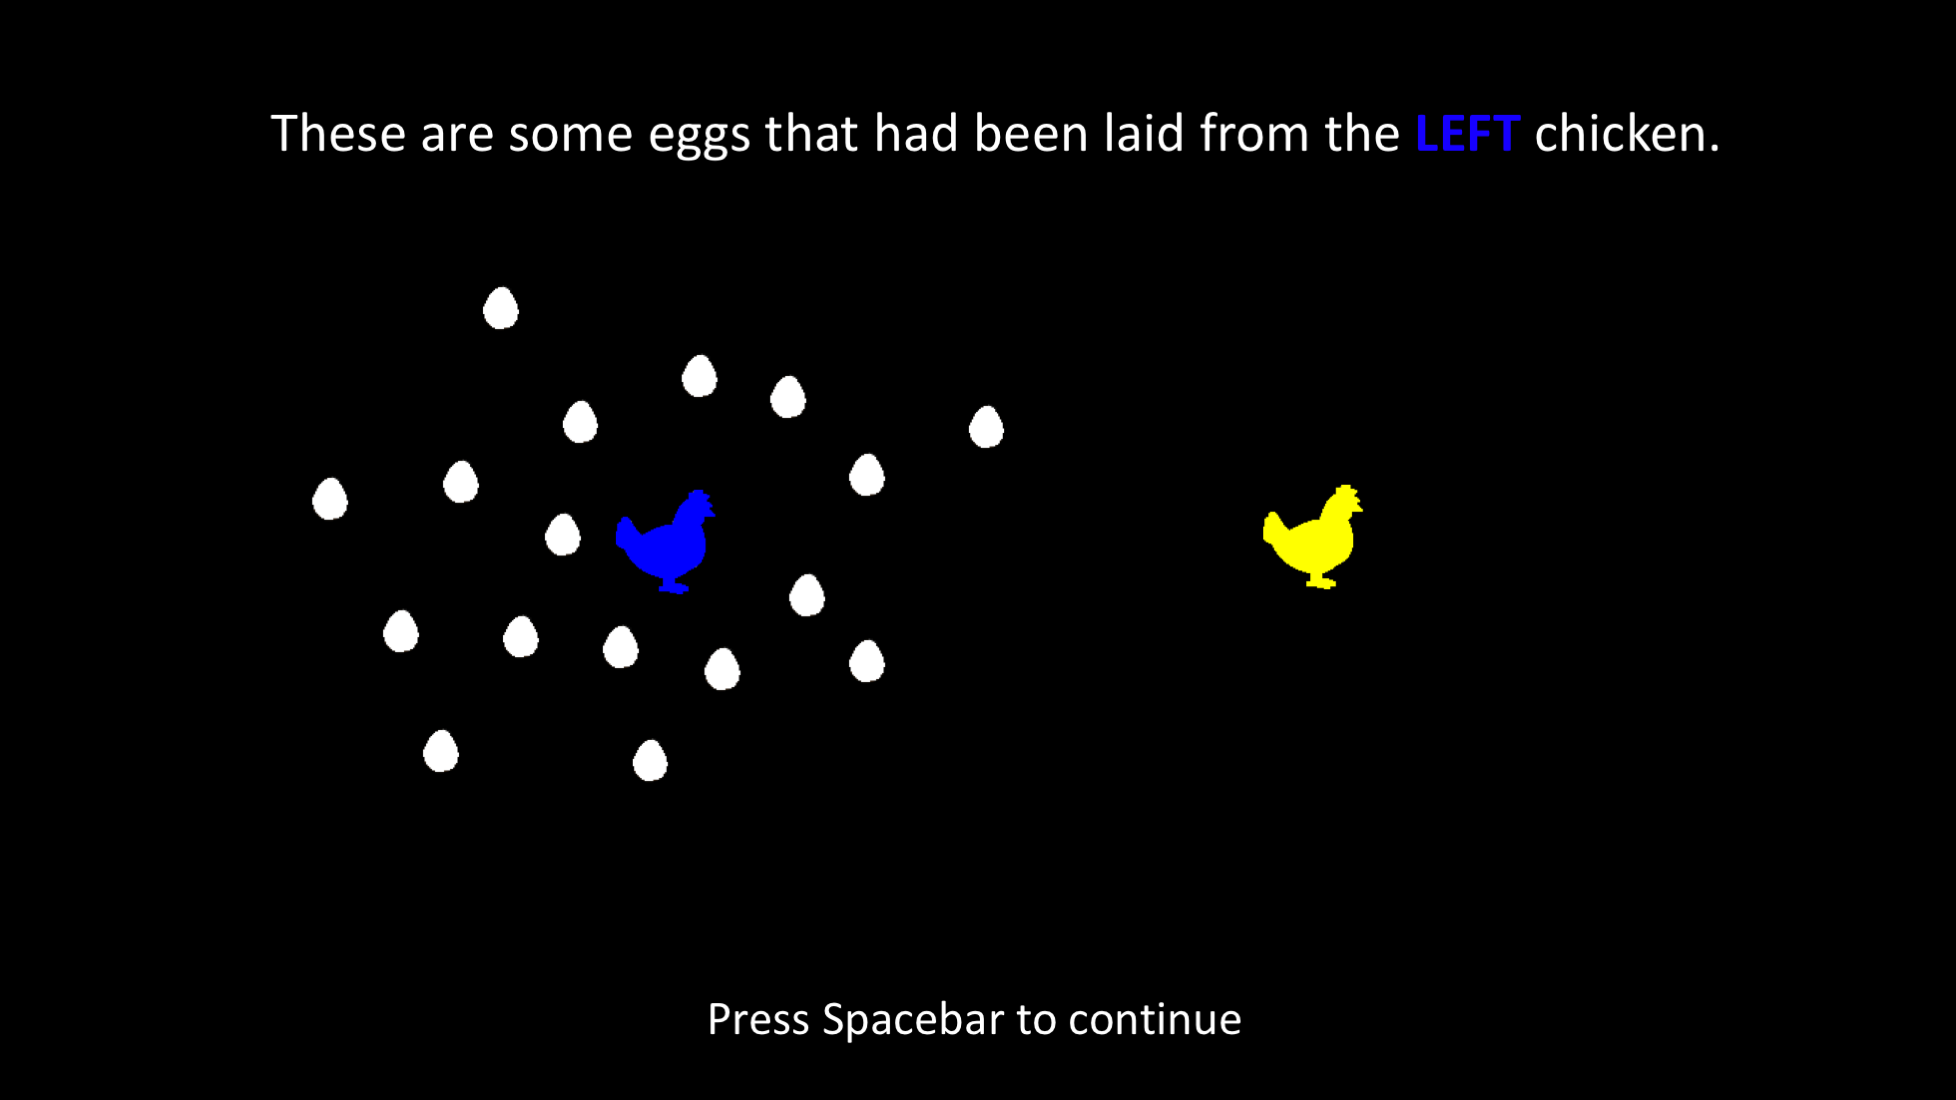 These are some eggs that had been laid from the LEFT chicken.
Press Spacebar to continue